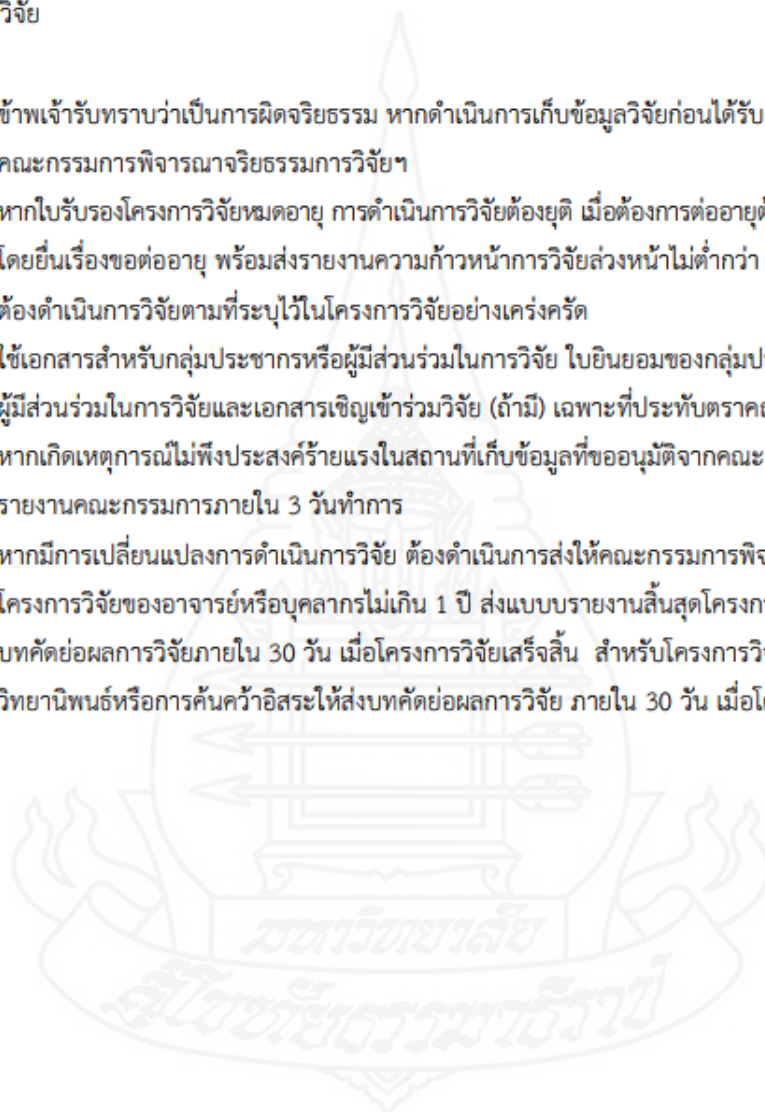 วิจัย
ข้าพเจ้ารับทราบว่าเป็นการผิดจริยธรรม หากดำเนินการเก็บข้อมูลวิจัยก่อนได้รับ
คณะกรรมการพิจารณาจริยธรรมการวิจัยฯ
หากใบรับรองโครงการวิจัยหมดอายุ การดำเนินการวิจัยต้องยุติ เมื่อต้องการต่ออายุต้
โดยยื่นเรื่องขอต่ออายุ พร้อมส่งรายงานความก้าวหน้าการวิจัยล่วงหน้าไม่ต่ำกว่า
ต้องดำเนินการวิจัยตามที่ระบุไว้ในโครงการวิจัยอย่างเคร่งครัด
ใช้เอกสารสำหรับกลุ่มประชากรหรือผู้มีส่วนร่วมในการวิจัย ใบยินยอมของกลุ่มปร
ผู้มีส่วนร่วมในการวิจัยและเอกสารเชิญเข้าร่วมวิจัย (ถ้ามี) เฉพาะที่ประทับตราคณ
หากเกิดเหตุการณ์ไม่พึงประสงค์ร้ายแรงในสถานที่เก็บข้อมูลที่ขออนุมัติจากคณะ
รายงานคณะกรรมการภายใน 3 วันทำการ
หากมีการเปลี่ยนแปลงการดำเนินการวิจัย ต้องดำเนินการส่งให้คณะกรรมการพิจ
โครงการวิจัยของอาจารย์หรือบุคลากรไม่เกิน 1 ปี ส่งแบบบรายงานสิ้นสุดโครงกา
บทคัดย่อผลการวิจัยภายใน 30 วัน เมื่อโครงการวิจัยเสร็จสิ้น สำหรับโครงการวิจ
วิทยานิพนธ์หรือการค้นคว้าอิสระให้ส่งบทคัดย่อผลการวิจัย ภายใน 30 วัน เมื่อโค
มหาวิทยาลัย
สุโขทัยธรรมาธิราช